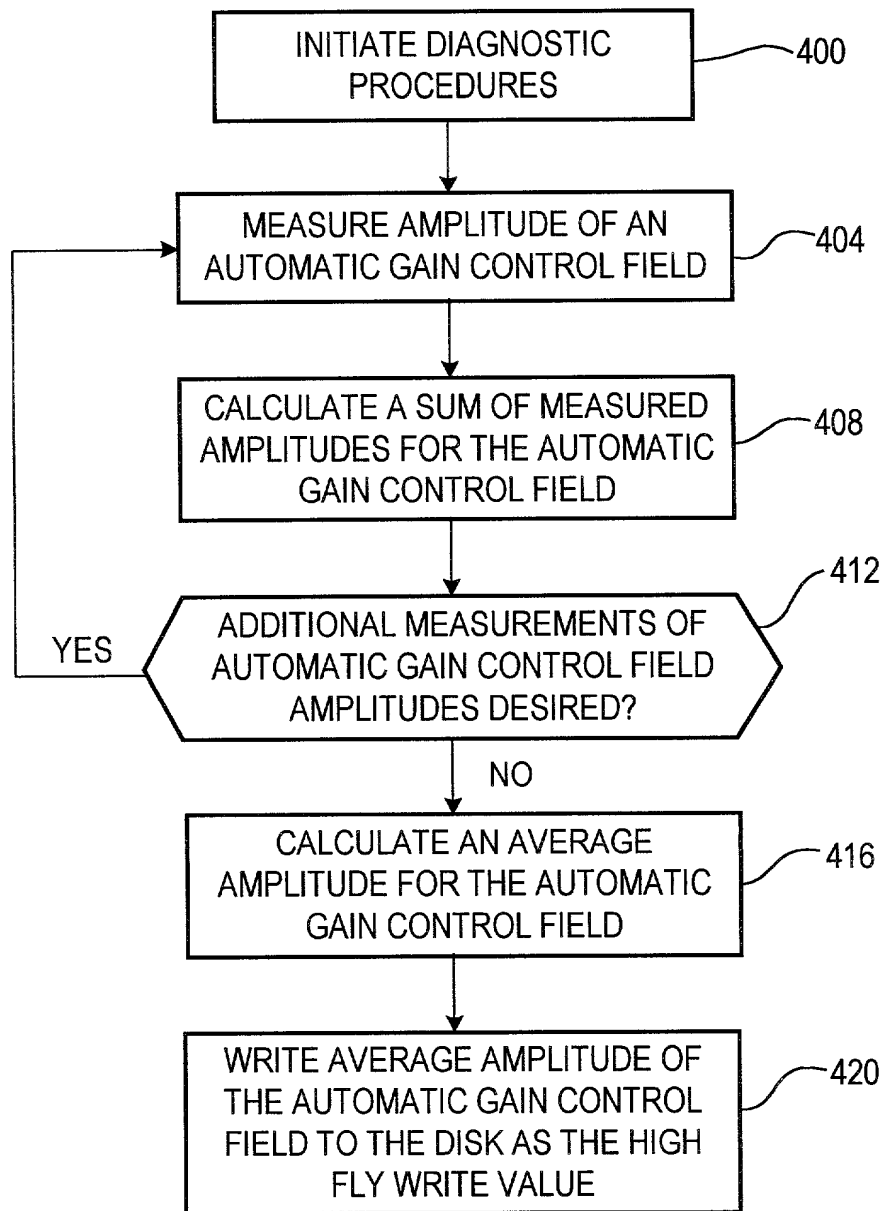 INITIATE DIAGNOSTIC
PROCEDURES
400
MEASURE AMPLITUDE OF AN
AUTOMATIC GAIN CONTROL FIELD
404
CALCULATE A SUM OF MEASURED
AMPLITUDES FOR THE AUTOMATIC
GAIN CONTROL FIELD
408
412
YES
ADDITIONAL MEASUREMENTS OF
AUTOMATIC GAIN CONTROL FIELD
AMPLITUDES DESIRED?
NO
CALCULATE AN AVERAGE
AMPLITUDE FOR THE AUTOMATIC
GAIN CONTROL FIELD
416
WRITE AVERAGE AMPLITUDE OF
THE AUTOMATIC GAIN CONTROL
FIELD TO THE DISK AS THE HIGH
FLY WRITE VALUE
420